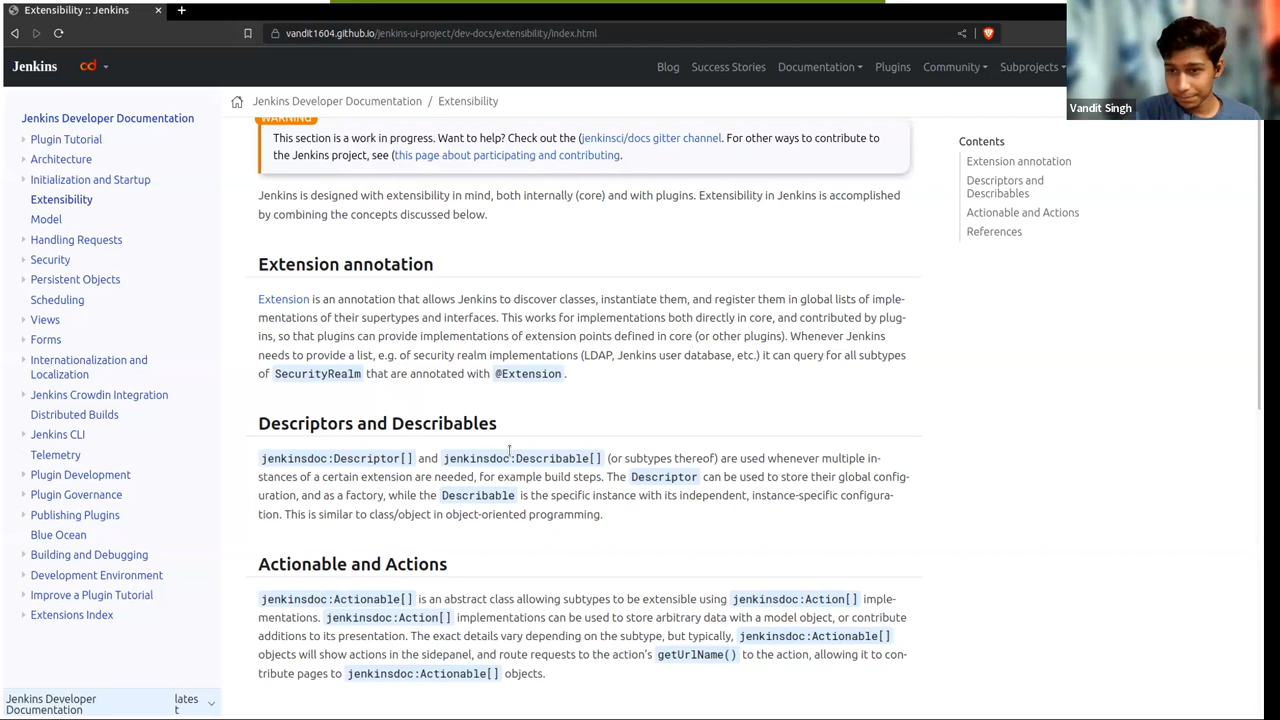 Extensibility :: Jenkins
vandit1604.github.io/jenkins-ui-project/dev-docs/extensibility/index.html
Jenkins
cd
Blog
Success Stories
Documentation
Plugins
Community
Subprojects
Vandit Singh
Jenkins Developer Documentation / Extensibility
Jenkins Developer Documentation
Plugin Tutorial
Architecture
Initialization and Startup
Extensibility
Model
Handling Requests
Security
Persistent Objects
Scheduling
Views
Forms
Internationalization and
Localization
Jenkins Crowdin Integration
Distributed Builds
Jenkins CLI
Telemetry
Plugin Development
Plugin Governance
Publishing Plugins
Blue Ocean
Building and Debugging
Development Environment
Improve a Plugin Tutorial
Extensions Index
Jenkins Developer
Documentation
lates
t
WARNING
This section is a work in progress. Want to help? Check out the (jenkinsci/docs gitter channel. For other ways to contribute to
the Jenkins project, see (this page about participating and contributing.
Jenkins is designed with extensibility in mind, both internally (core) and with plugins. Extensibility in Jenkins is accomplished
by combining the concepts discussed below.
Extension annotation
Extension is an annotation that allows Jenkins to discover classes, instantiate them, and register them in global lists of imple-
mentations of their supertypes and interfaces. This works for implementations both directly in core, and contributed by plug-
ins, so that plugins can provide implementations of extension points defined in core (or other plugins). Whenever Jenkins
needs to provide a list, e.g. of security realm implementations (LDAP, Jenkins user database, etc.) it can query for all subtypes
of SecurityRealm that are annotated with @Extension.
Descriptors and Describables
jenkinsdoc:Descriptor[] and jenkinsdoc:Describable[] (or subtypes thereof) are used whenever multiple in-
stances of a certain extension are needed, for example build steps. The Descriptor can be used to store their global config-
uration, and as a factory, while the Describable is the specific instance with its independent, instance-specific configura-
tion. This is similar to class/object in object-oriented programming.
Actionable and Actions
jenkinsdoc:Actionable[] is an abstract class allowing subtypes to be extensible using jenkinsdoc:Action[] imple-
mentations. jenkinsdoc:Action[] implementations can be used to store arbitrary data with a model object, or contribute
additions to its presentation. The exact details vary depending on the subtype, but typically, jenkinsdoc:Actionable[]
objects will show actions in the sidepanel, and route requests to the action's getUrlName() to the action, allowing it to con-
tribute pages to jenkinsdoc:Actionable[] objects.
Contents
Extension annotation
Descriptors and
Describables
Actionable and Actions
References